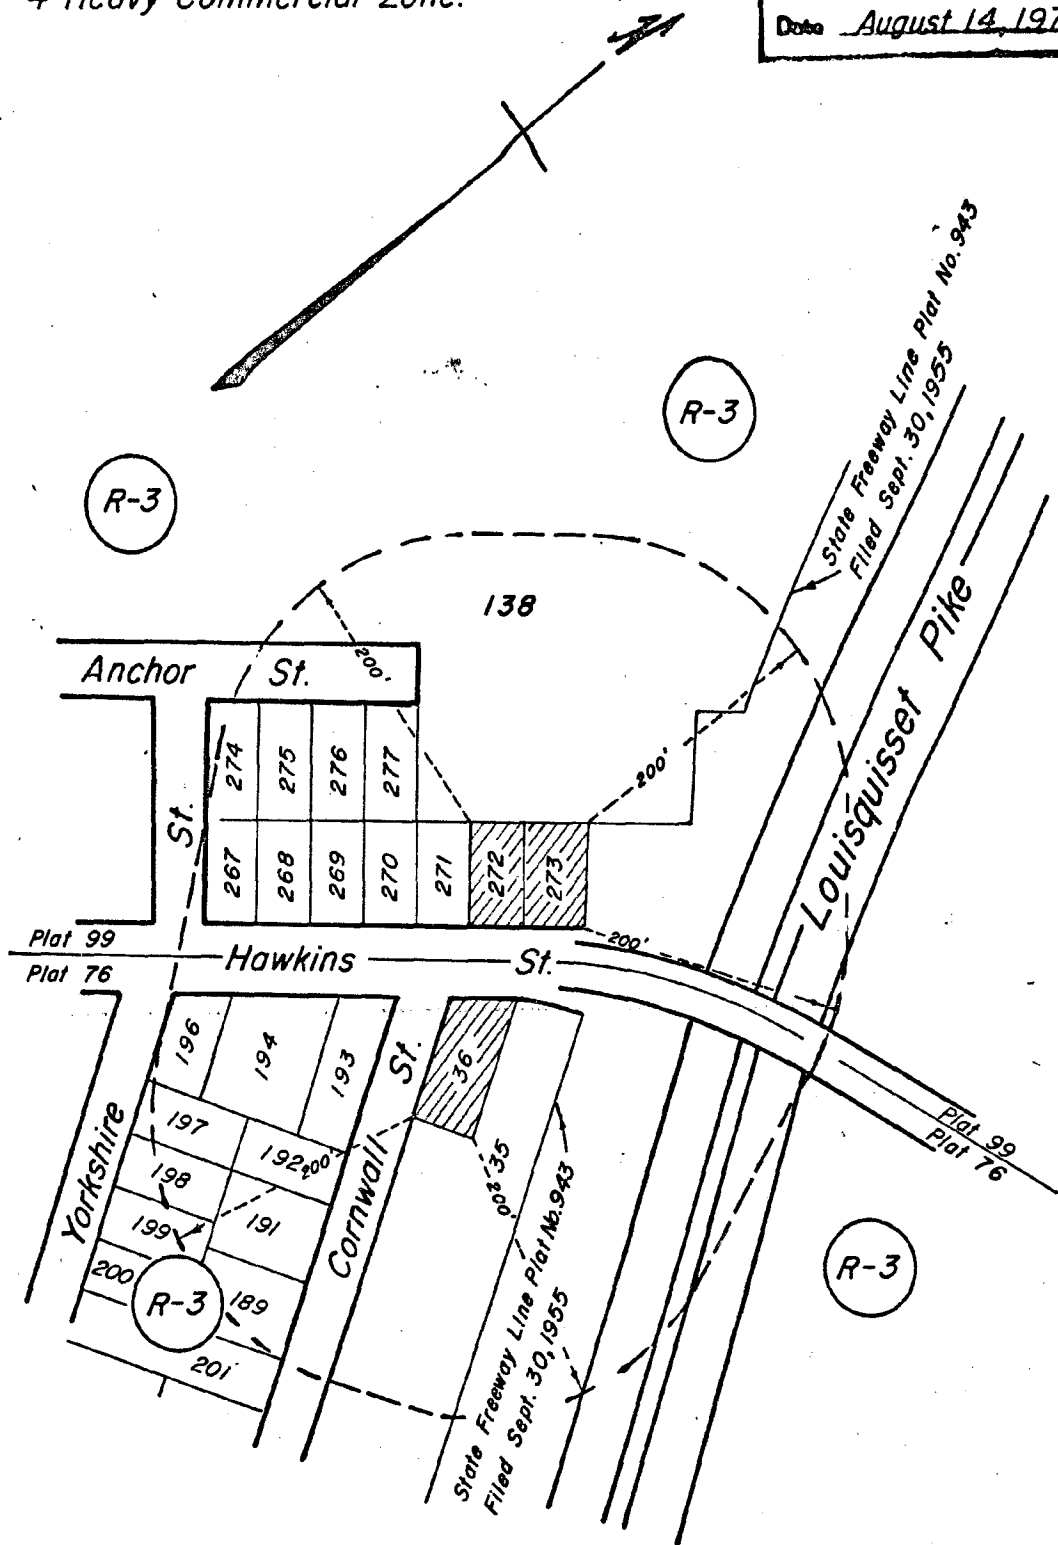 4 Heavy Commercial Zone.
Date August 14, 197
State Freeway Line Plat No. 943
Filed Sept. 30, 1955
R-3
R-3
138
Anchor St.
200'
200'
Louisquisset Pike
St.
274
275
276
277
267
268
269
270
271
272
273
Plat 99
Plat 76
Hawkins St.
200'
196
194
193
St.
36
Plat 99
Plat 76
Yorkshire
197
192
200'
198
35
200'
199
191
Cornwall
200
R-3
189
201
State Freeway Line Plat No. 943
Filed Sept. 30, 1955
R-3